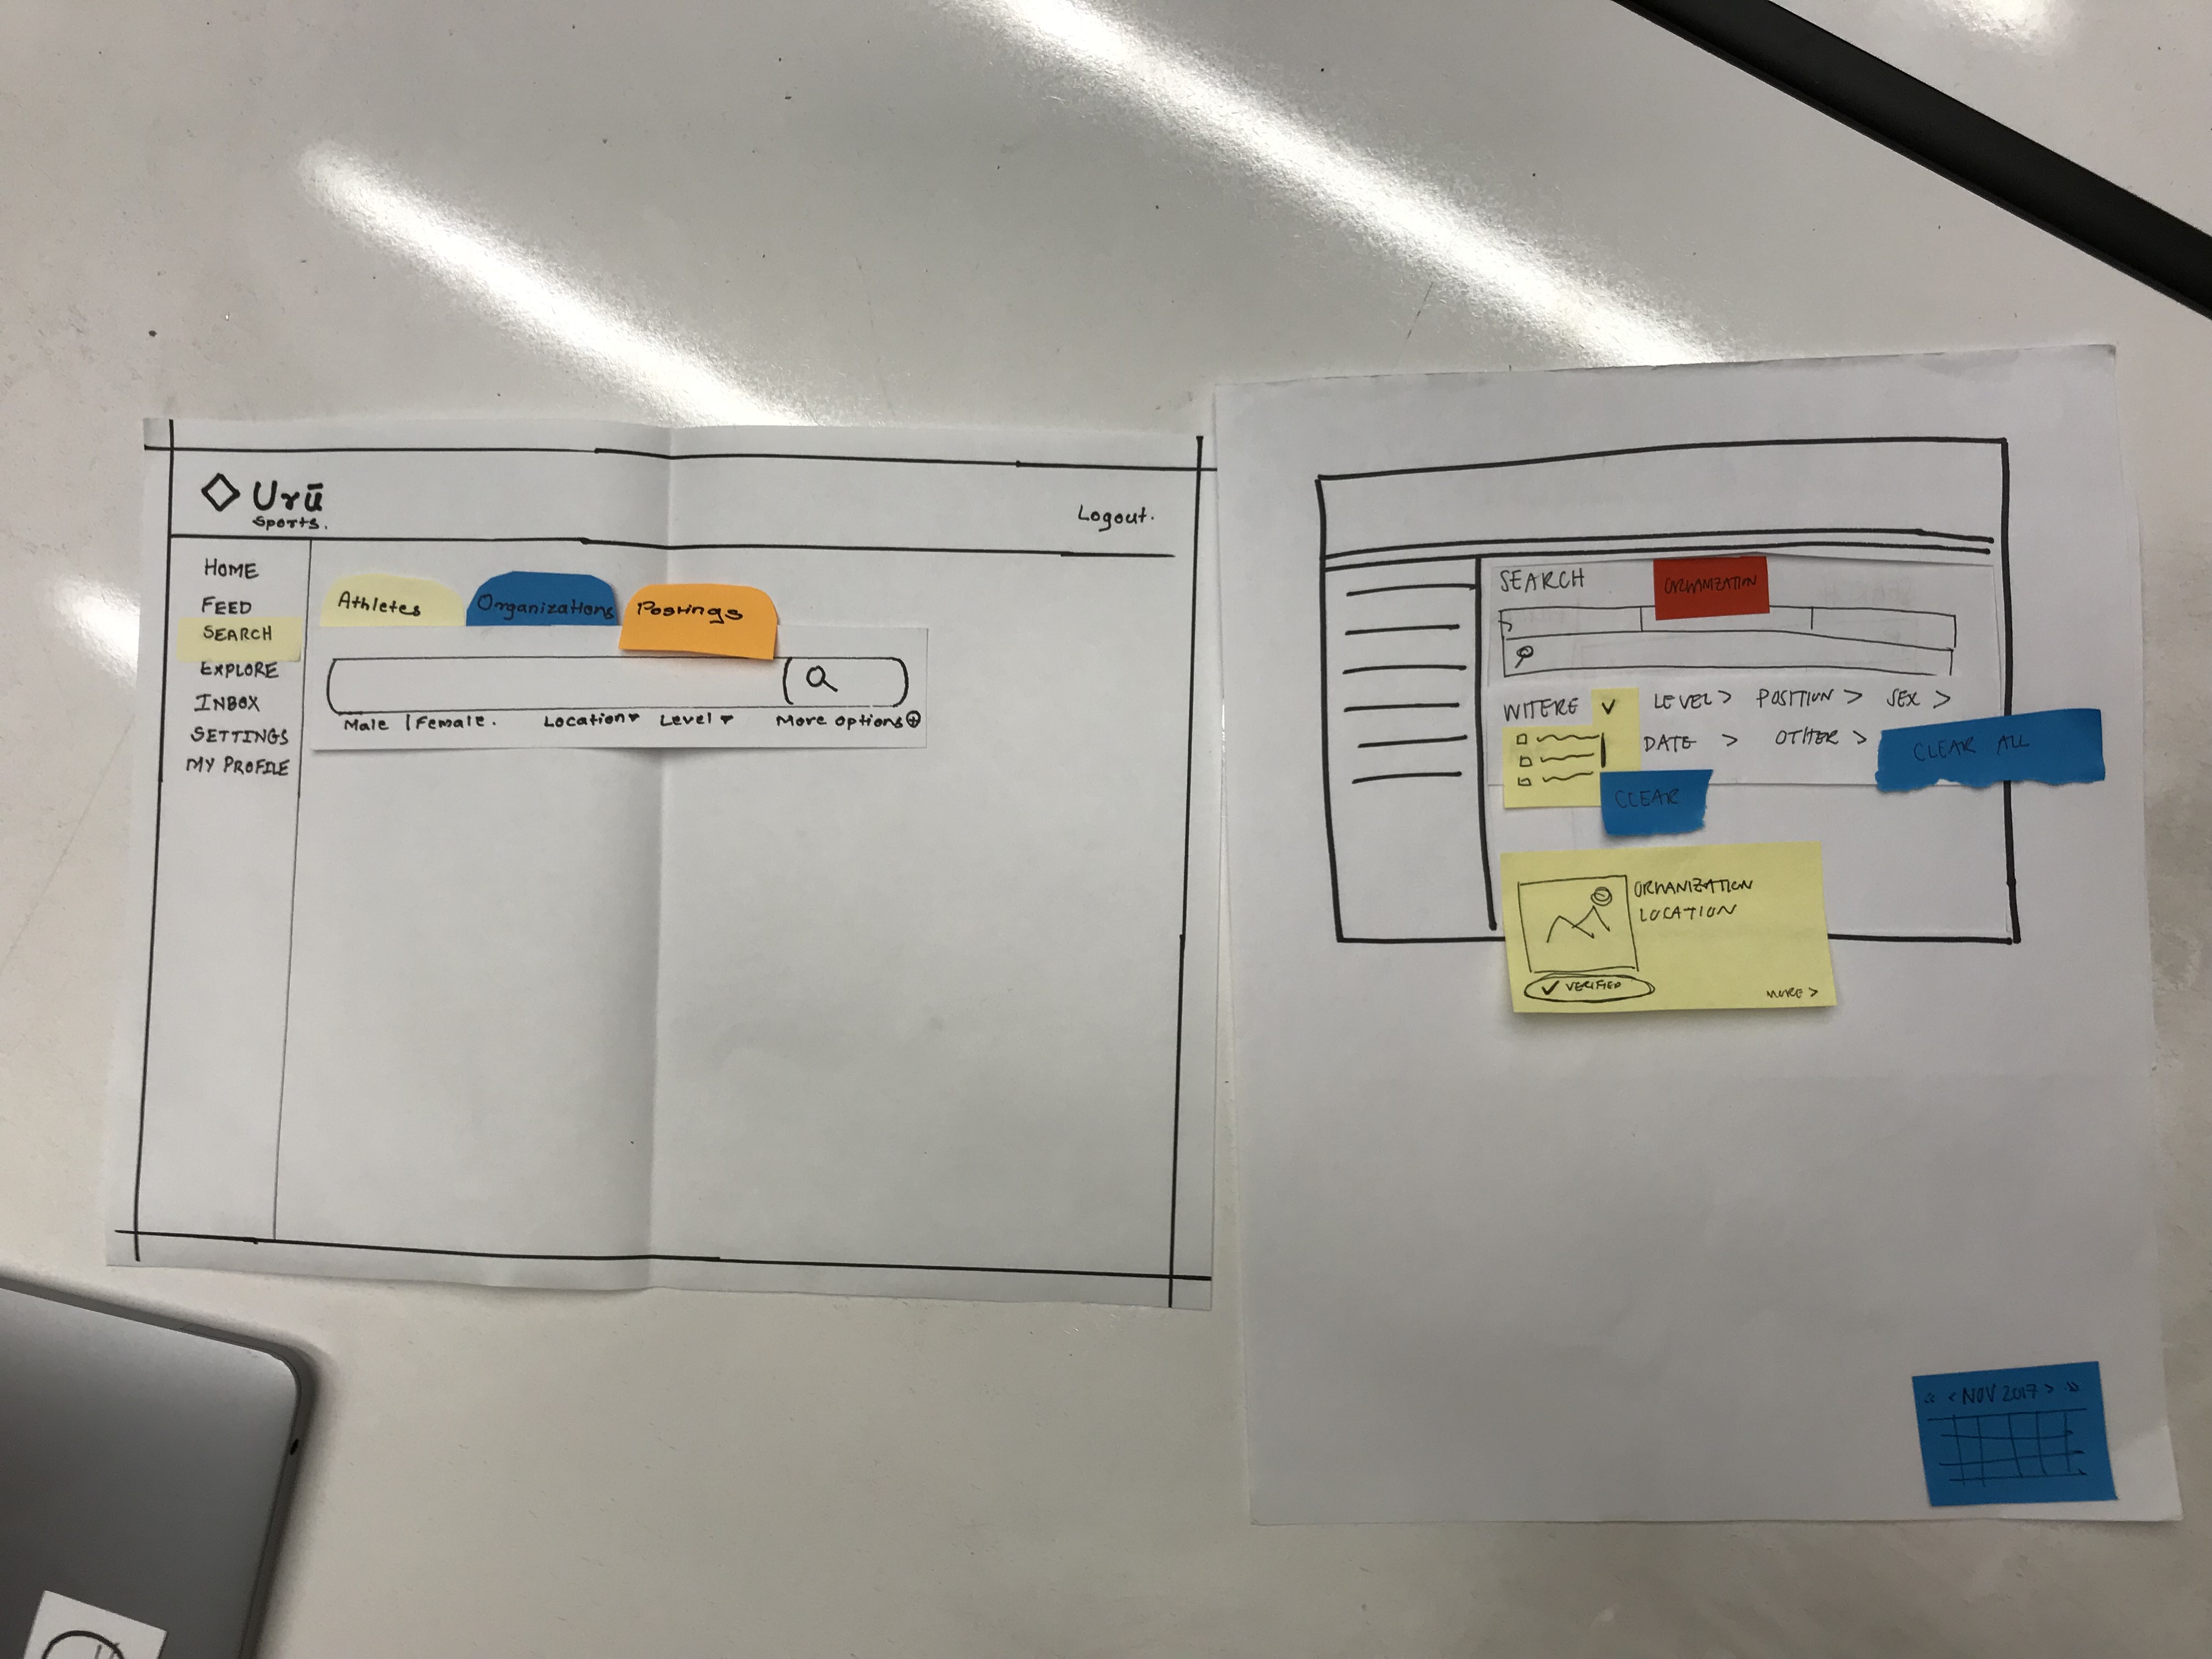 Urū
Sports.
Logout.
HOME
FEED
SEARCH
EXPLORE
INBOX
SETTINGS
MY PROFILE
Athletes
Organizations
Postings
Male | Female.
Location▾
Level▾
More options⊕
SEARCH
ORGANIZATION
WHERE ∨
LEVEL >
POSITION >
SEX >
DATE >
OTHER >
CLEAR ALL
CLEAR
ORGANIZATION
LOCATION
✓ VERIFIED
MORE >
« < NOV 2017 > »